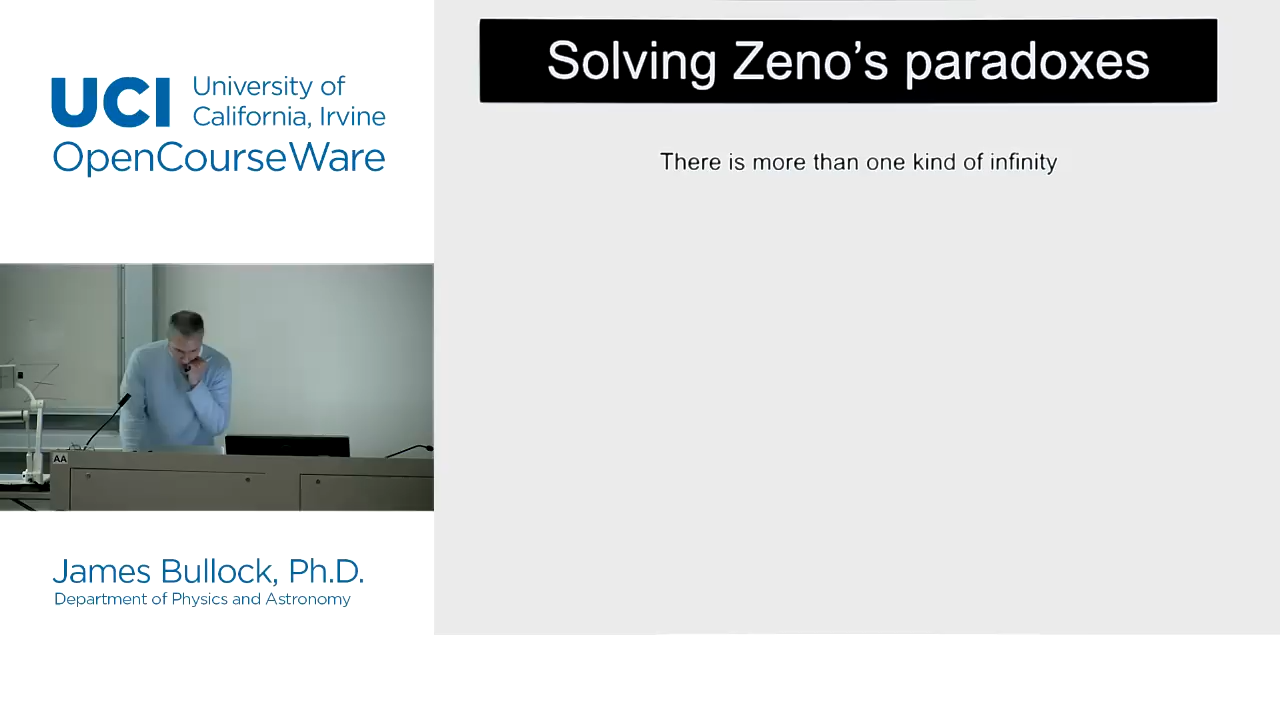 UCI University of
California, Irvine
OpenCourseWare
AA
James Bullock, Ph.D.
Department of Physics and Astronomy
Solving Zeno's paradoxes
There is more than one kind of infinity